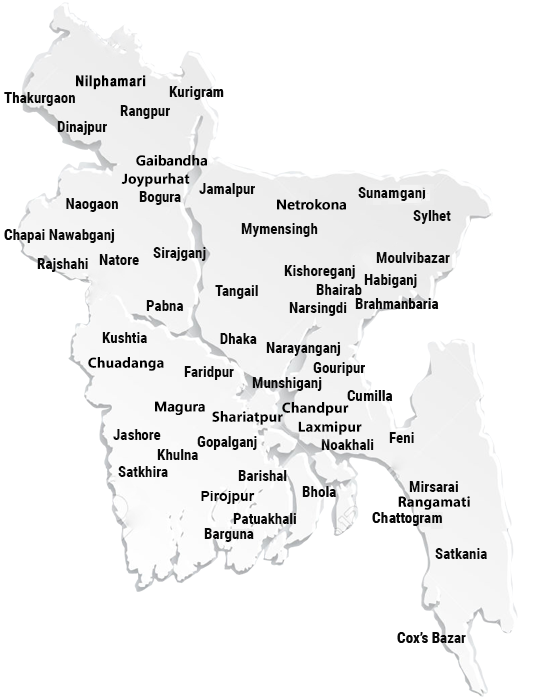 Nilphamari
Kurigram
Thakurgaon
Rangpur
Dinajpur
Gaibandha
Joypurhat
Jamalpur
Bogura
Sunamganj
Naogaon
Netrokona
Sylhet
Mymensingh
Chapai Nawabganj
Sirajganj
Moulvibazar
Rajshahi
Natore
Kishoreganj
Habiganj
Tangail
Bhairab
Brahmanbaria
Pabna
Narsingdi
Kushtia
Dhaka
Narayanganj
Chuadanga
Gouripur
Faridpur
Munshiganj
Cumilla
Magura
Chandpur
Shariatpur
Laxmipur
Jashore
Gopalganj
Noakhali
Feni
Khulna
Satkhira
Barishal
Mirsarai
Pirojpur
Bhola
Rangamati
Patuakhali
Chattogram
Barguna
Satkania
Cox's Bazar